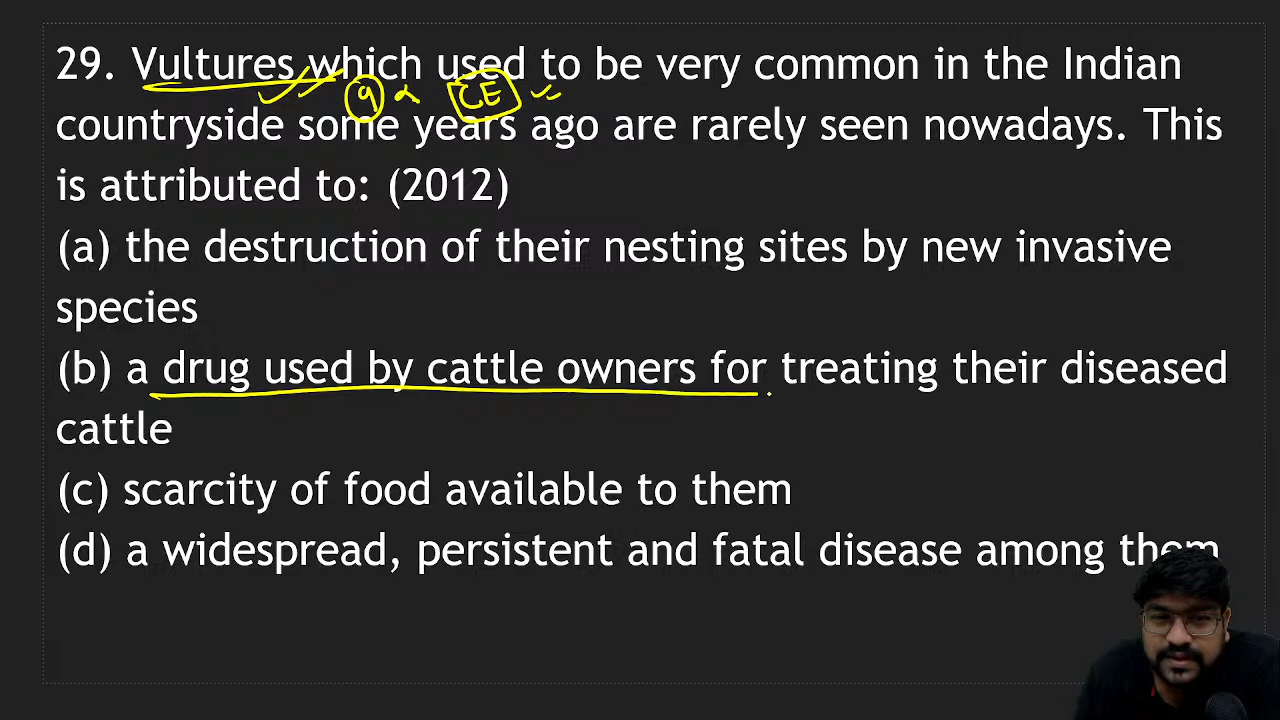 29. Vultures which used to be very common in the Indian
9 CE
countryside some years ago are rarely seen nowadays. This
is attributed to: (2012)
(a) the destruction of their nesting sites by new invasive
species
(b) a drug used by cattle owners for treating their diseased
cattle
(c) scarcity of food available to them
(d) a widespread, persistent and fatal disease among them